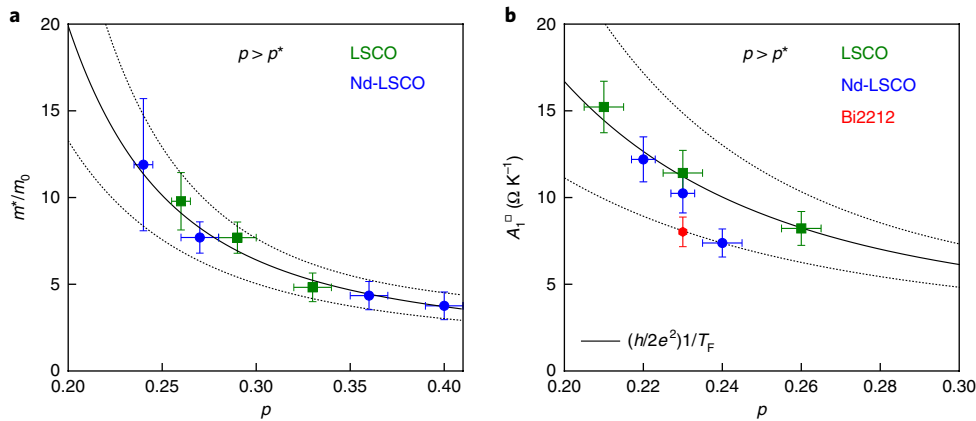 a
p > p*
LSCO
Nd-LSCO
m*/m₀
20
15
10
5
0
0.20
0.25
0.30
0.35
0.40
p
b
p > p*
LSCO
Nd-LSCO
Bi2212
A₁□ (Ω K⁻¹)
20
15
10
5
0
(h/2e²)1/T_F
0.20
0.22
0.24
0.26
0.28
0.30
p